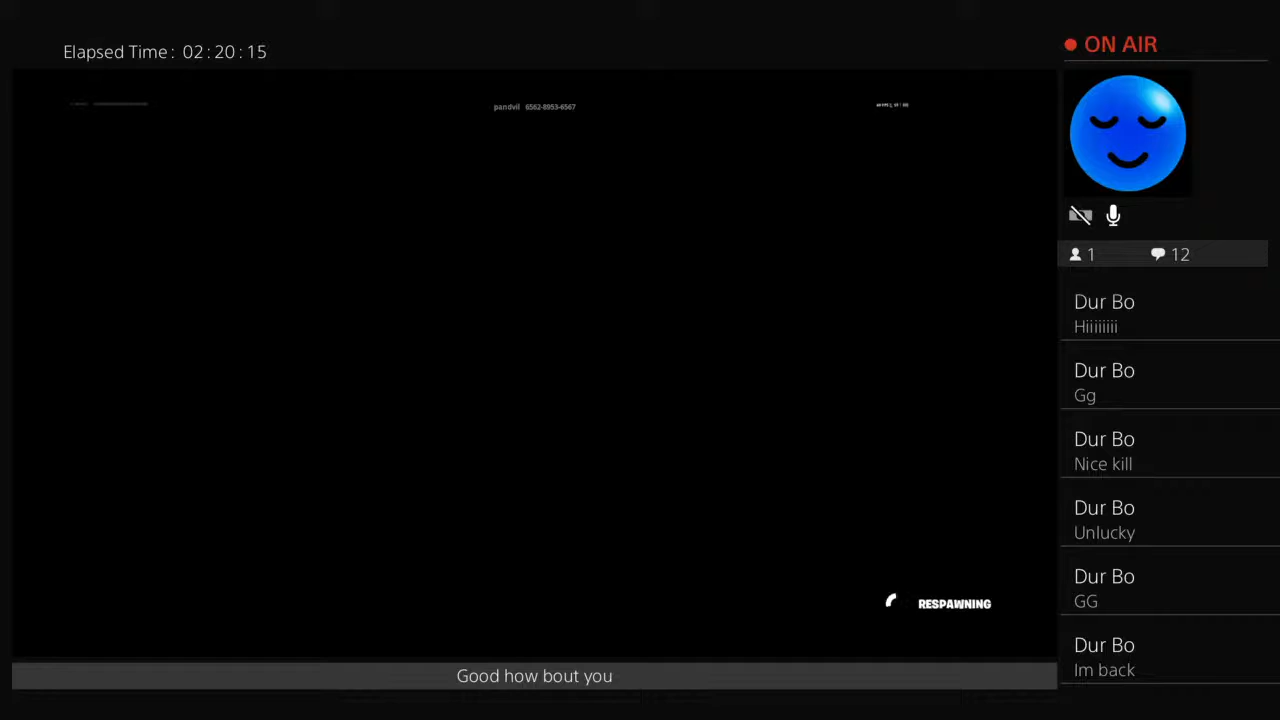 Elapsed Time: 02:20:15
ON AIR
pandvil 6562-8953-6567
1 12
Dur Bo
Hiiiiiiii
Dur Bo
Gg
Dur Bo
Nice kill
Dur Bo
Unlucky
Dur Bo
GG
Dur Bo
Im back
RESPAWNING
Good how bout you